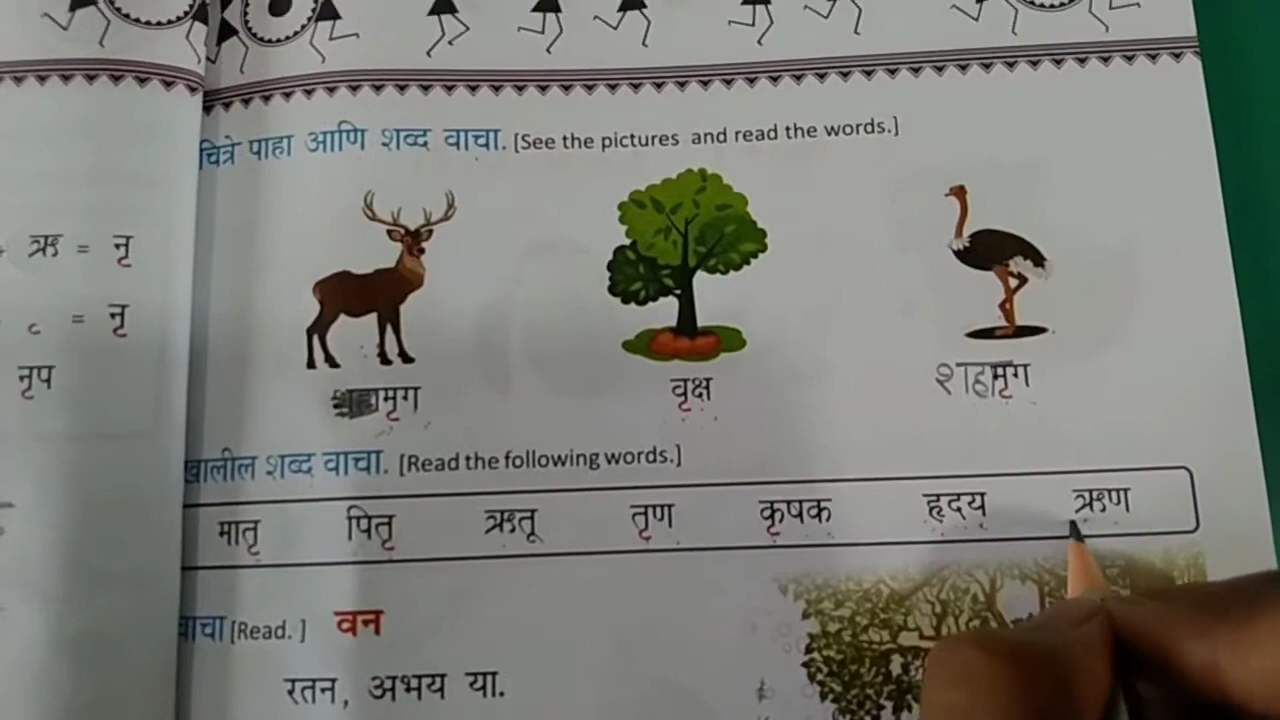 चित्रे पाहा आणि शब्द वाचा. [See the pictures and read the words.]
ऋ = नृ
ृ = नृ
नृप
मृग
वृक्ष
शहामृग
खालील शब्द वाचा. [Read the following words.]
मातृ पितृ ऋतू तृण कृषक हृदय ऋण
वाचा [Read. ] वन
रतन, अभय या.